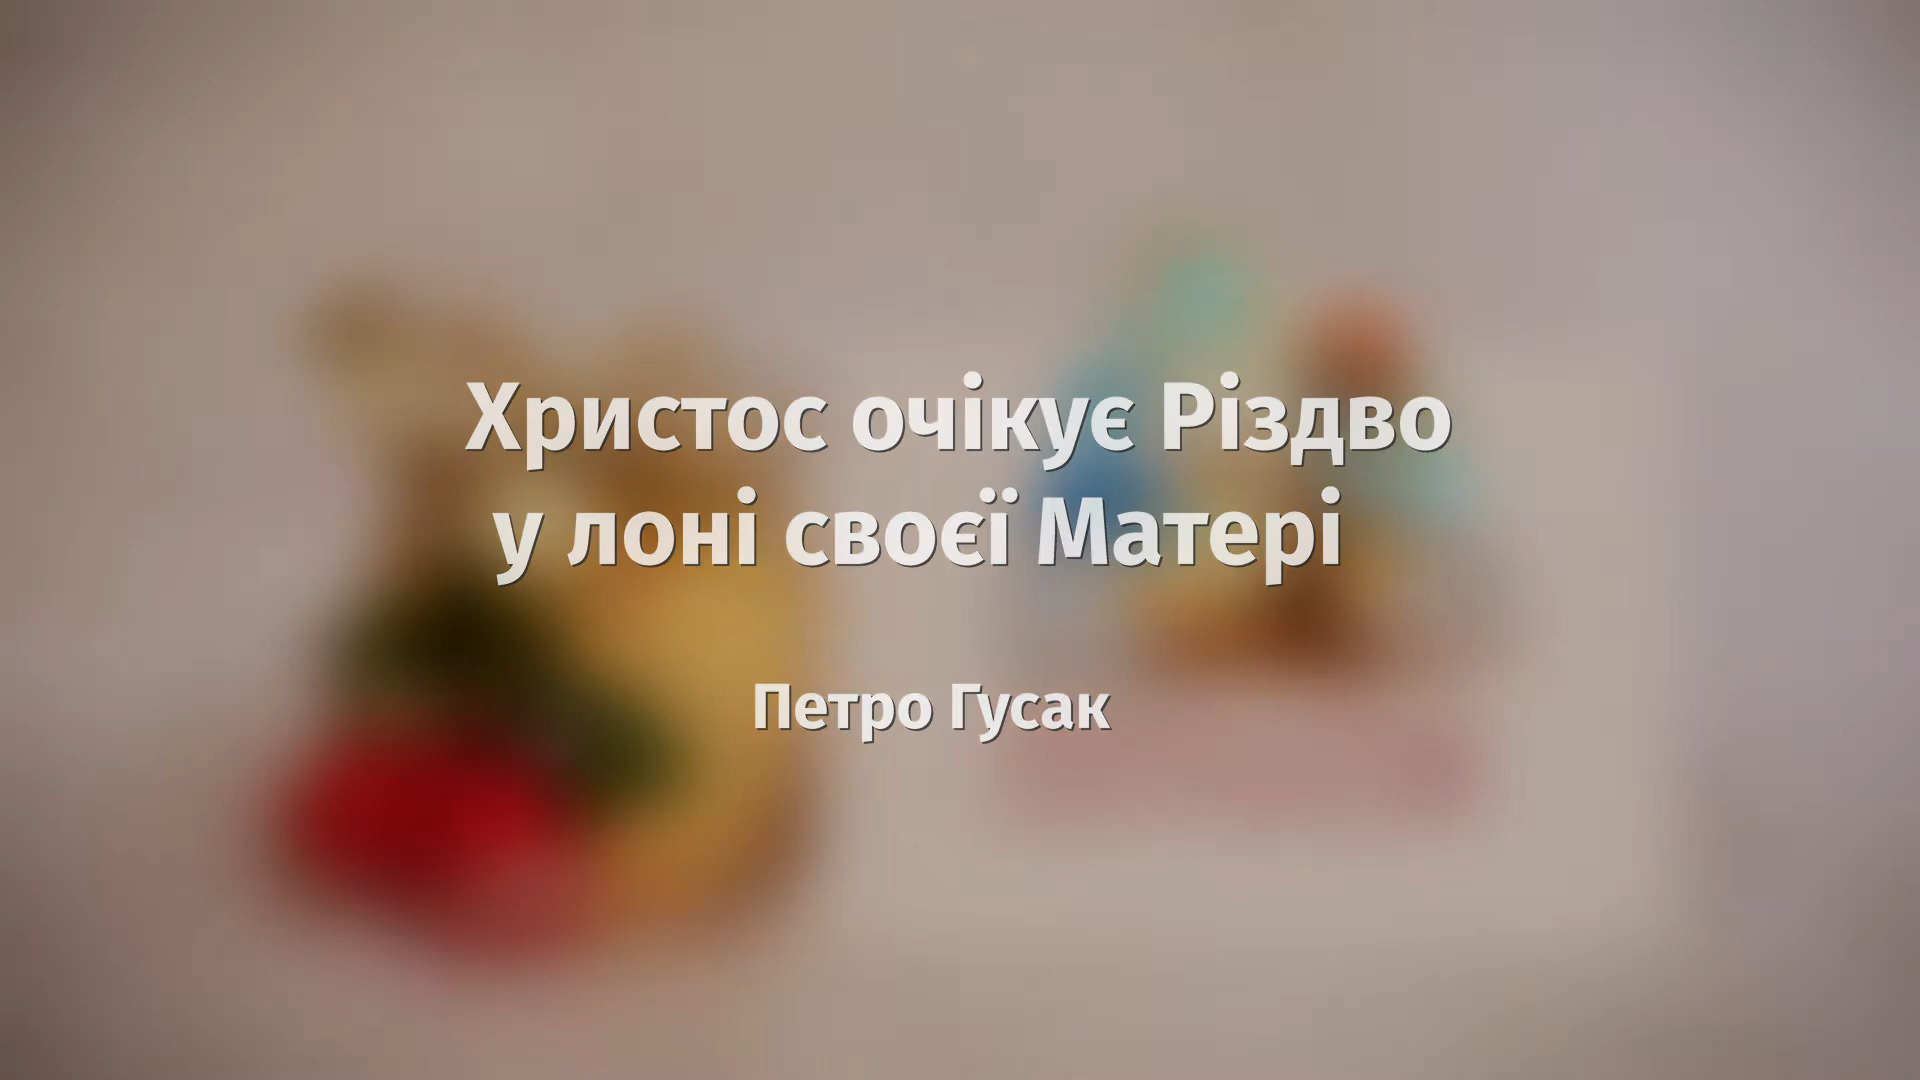 Христос очікує Різдво
у лоні своєї Матері
Петро Гусак